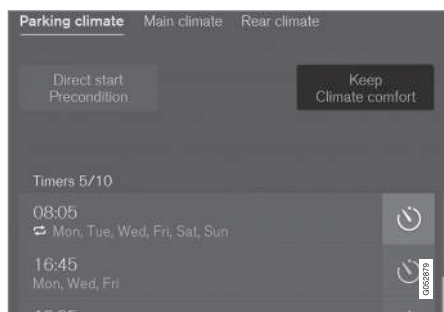 Parking climate Main climate Rear climate
Direct start
Precondition
Keep
Climate comfort
Timers 5/10
08:05
Mon, Tue, Wed, Fri, Sat, Sun
16:45
Mon, Wed, Fri
G052879